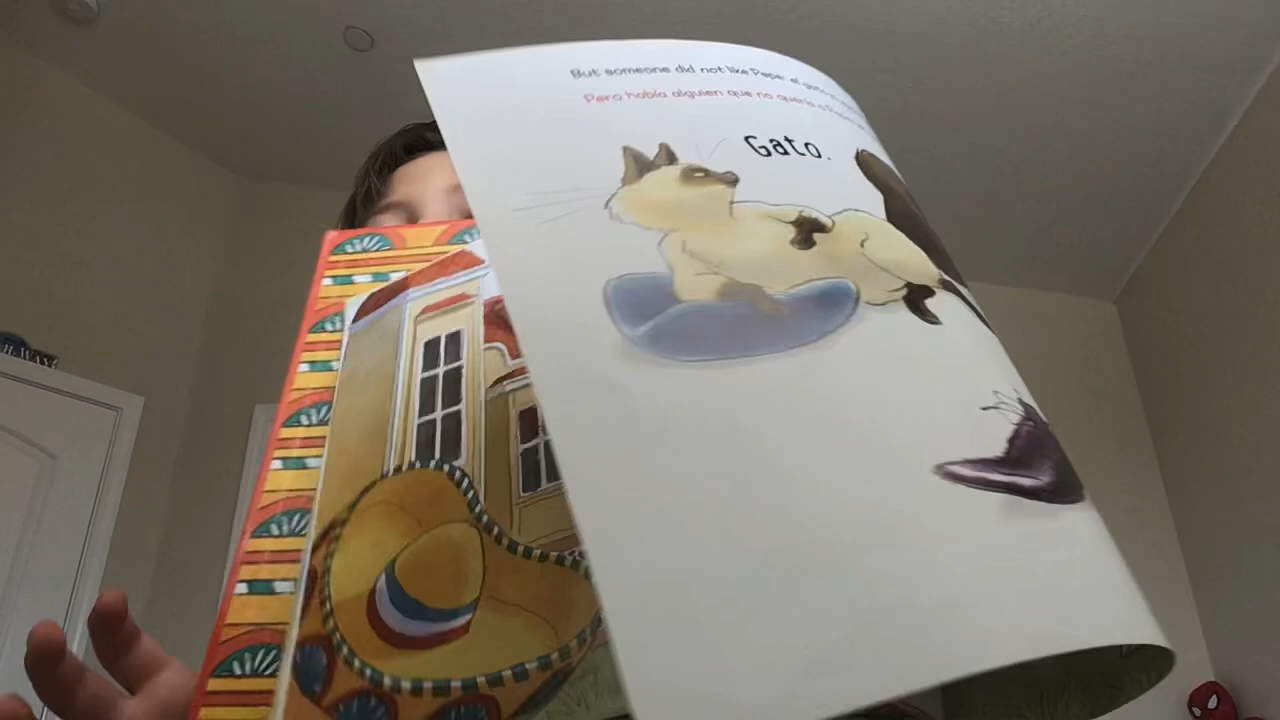 But someone did not like Pepe: el gato
Pero había alguien que no quería a
Gato.